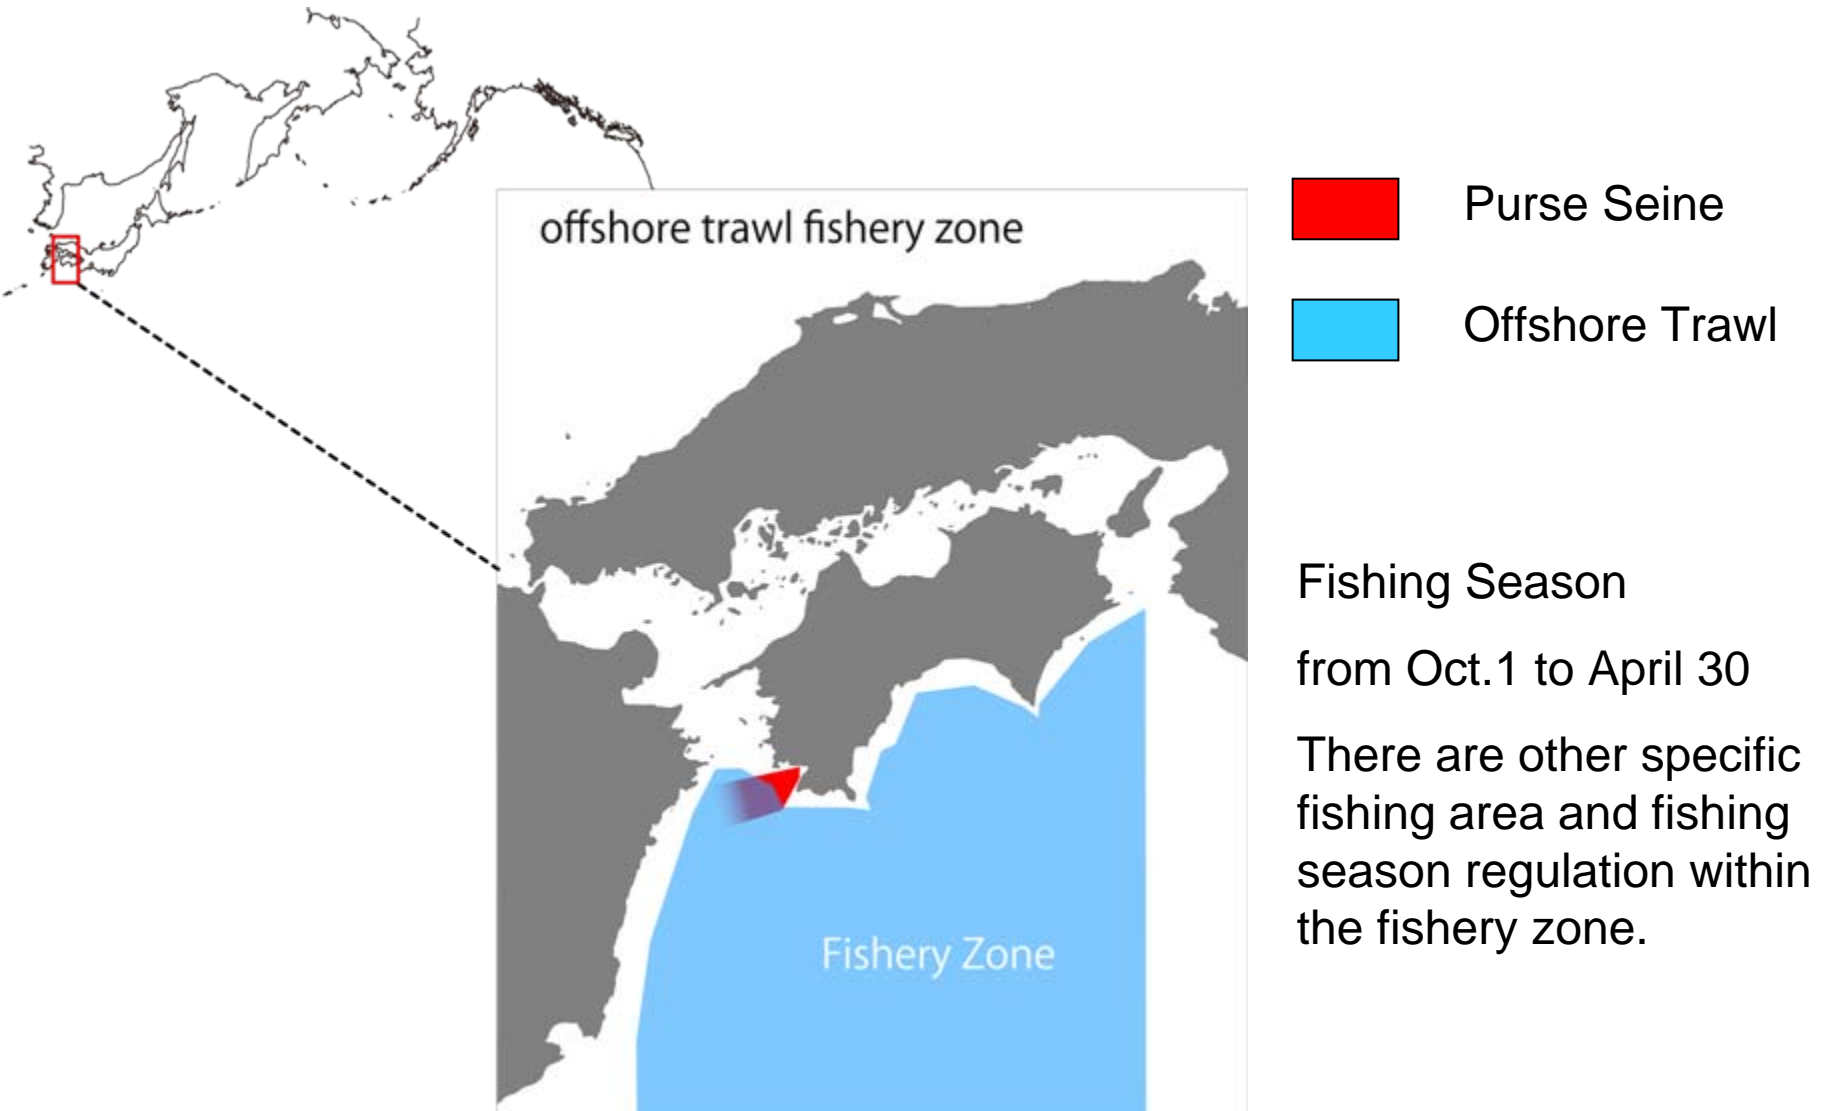 offshore trawl fishery zone
Purse Seine
Offshore Trawl
Fishing Season
from Oct.1 to April 30
There are other specific
fishing area and fishing
season regulation within
the fishery zone.
Fishery Zone